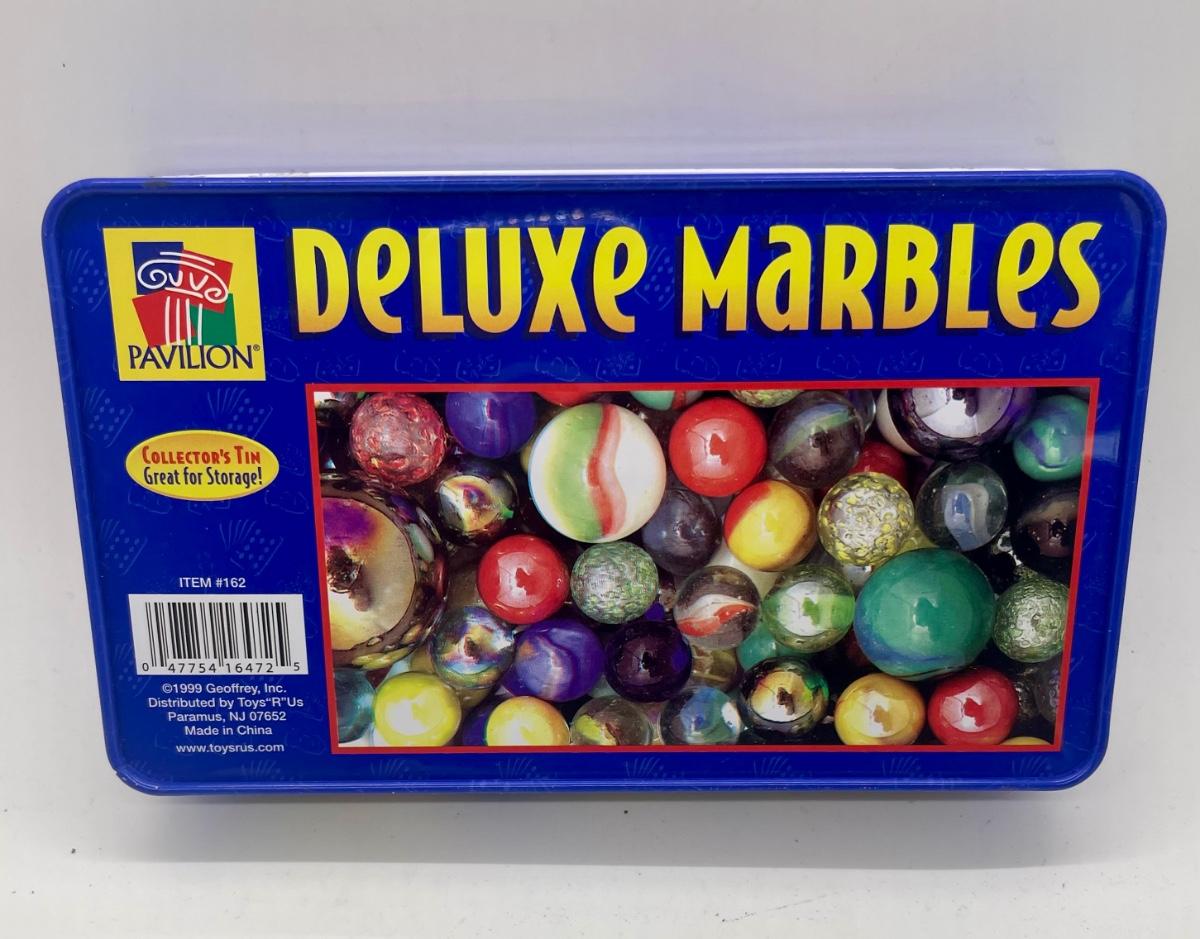 DeLUXe MaRBLeS
PAVILION®
COLLECTOR'S TIN
Great for Storage!
ITEM #162
0 47754 16472 5
©1999 Geoffrey, Inc.
Distributed by Toys"R"Us
Paramus, NJ 07652
Made in China
www.toysrus.com